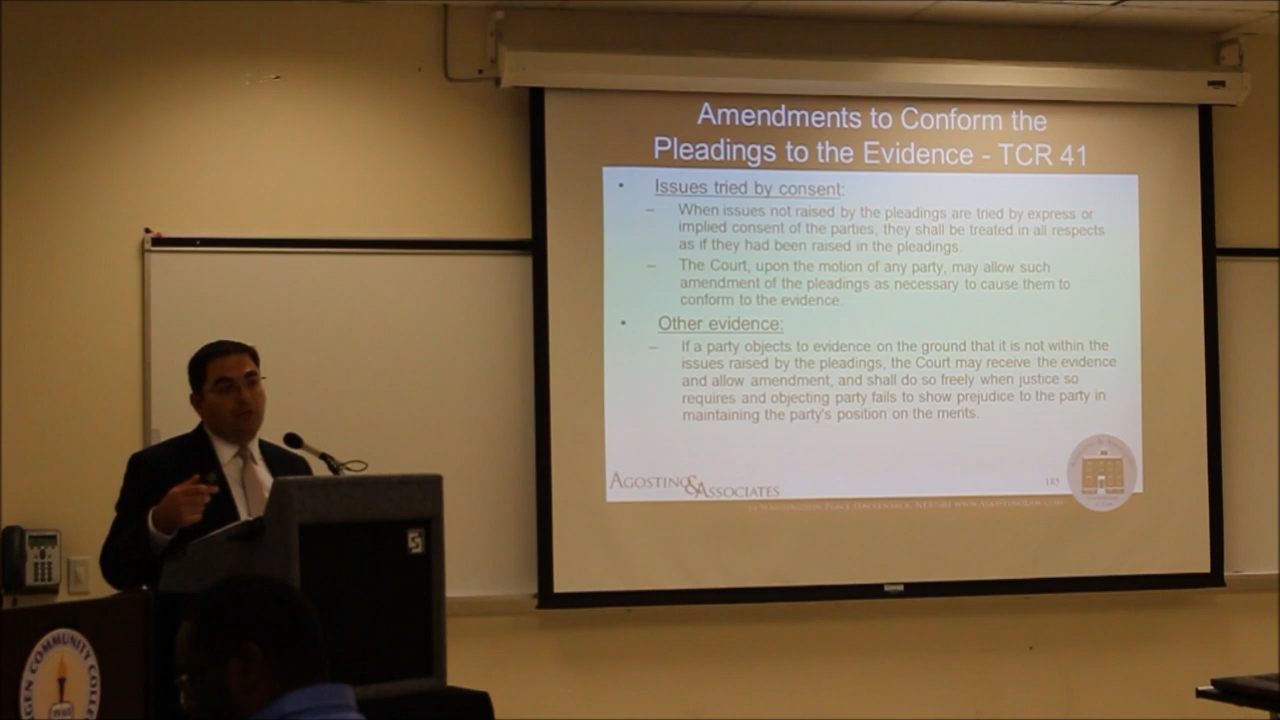 Amendments to Conform the
Pleadings to the Evidence - TCR 41
• Issues tried by consent:
– When issues not raised by the pleadings are tried by express or
implied consent of the parties, they shall be treated in all respects
as if they had been raised in the pleadings.
– The Court, upon the motion of any party, may allow such
amendment of the pleadings as necessary to cause them to
conform to the evidence.
• Other evidence:
– If a party objects to evidence on the ground that it is not within the
issues raised by the pleadings, the Court may receive the evidence
and allow amendment, and shall do so freely when justice so
requires and objecting party fails to show prejudice to the party in
maintaining the party's position on the merits.
AGOSTINO & ASSOCIATES
185
GEN COMMUNITY COLLEGE